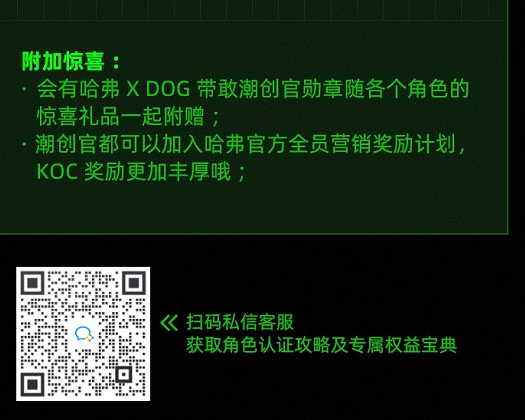 附加惊喜：
· 会有哈弗 X DOG 带敢潮创官勋章随各个角色的
惊喜礼品一起附赠；
· 潮创官都可以加入哈弗官方全员营销奖励计划，
KOC 奖励更加丰厚哦；
扫码私信客服
获取角色认证攻略及专属权益宝典